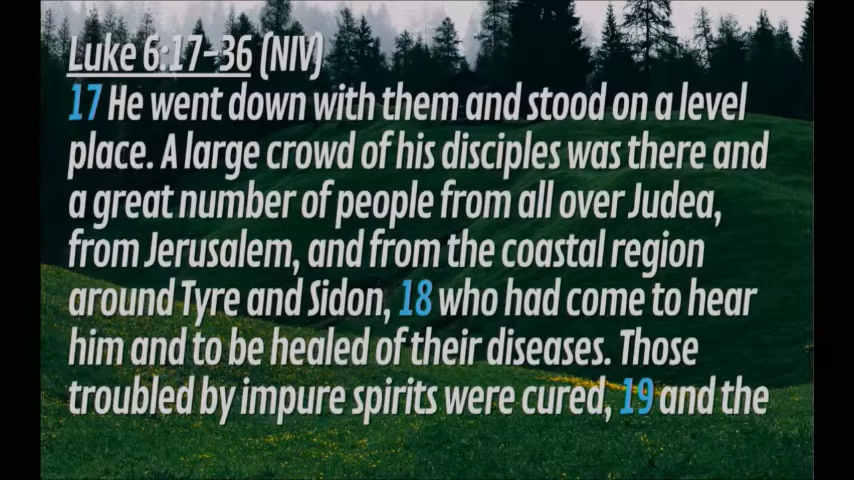 Luke 6:17-36 (NIV)
17 He went down with them and stood on a level
place. A large crowd of his disciples was there and
a great number of people from all over Judea,
from Jerusalem, and from the coastal region
around Tyre and Sidon, 18 who had come to hear
him and to be healed of their diseases. Those
troubled by impure spirits were cured, 19 and the